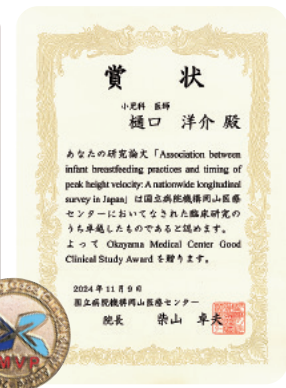 賞 状
小児科 医師
樋口 洋介 殿
あなたの研究論文「Association between
infant breastfeeding practices and timing of
peak height velocity: A nationwide longitudinal
survey in Japan」は国立病院機構岡山医療
センターにおいてなされた臨床研究の
うち卓越したものであると認めます。
よって Okayama Medical Center Good
Clinical Study Award を贈ります。
2024年11月9日
国立病院機構岡山医療センター
院長 柴山 卓夫
MVP